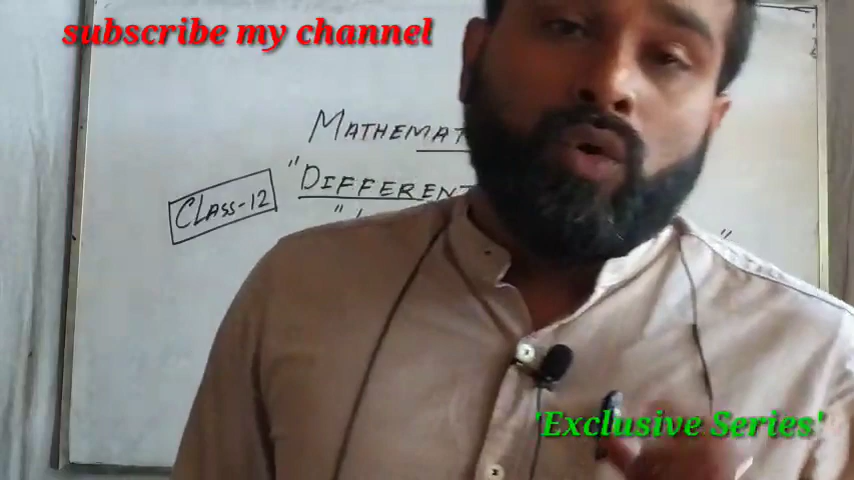 subscribe my channel
MATHEMAT
"DIFFERENT
CLASS-12
"
"
'Exclusive Series'